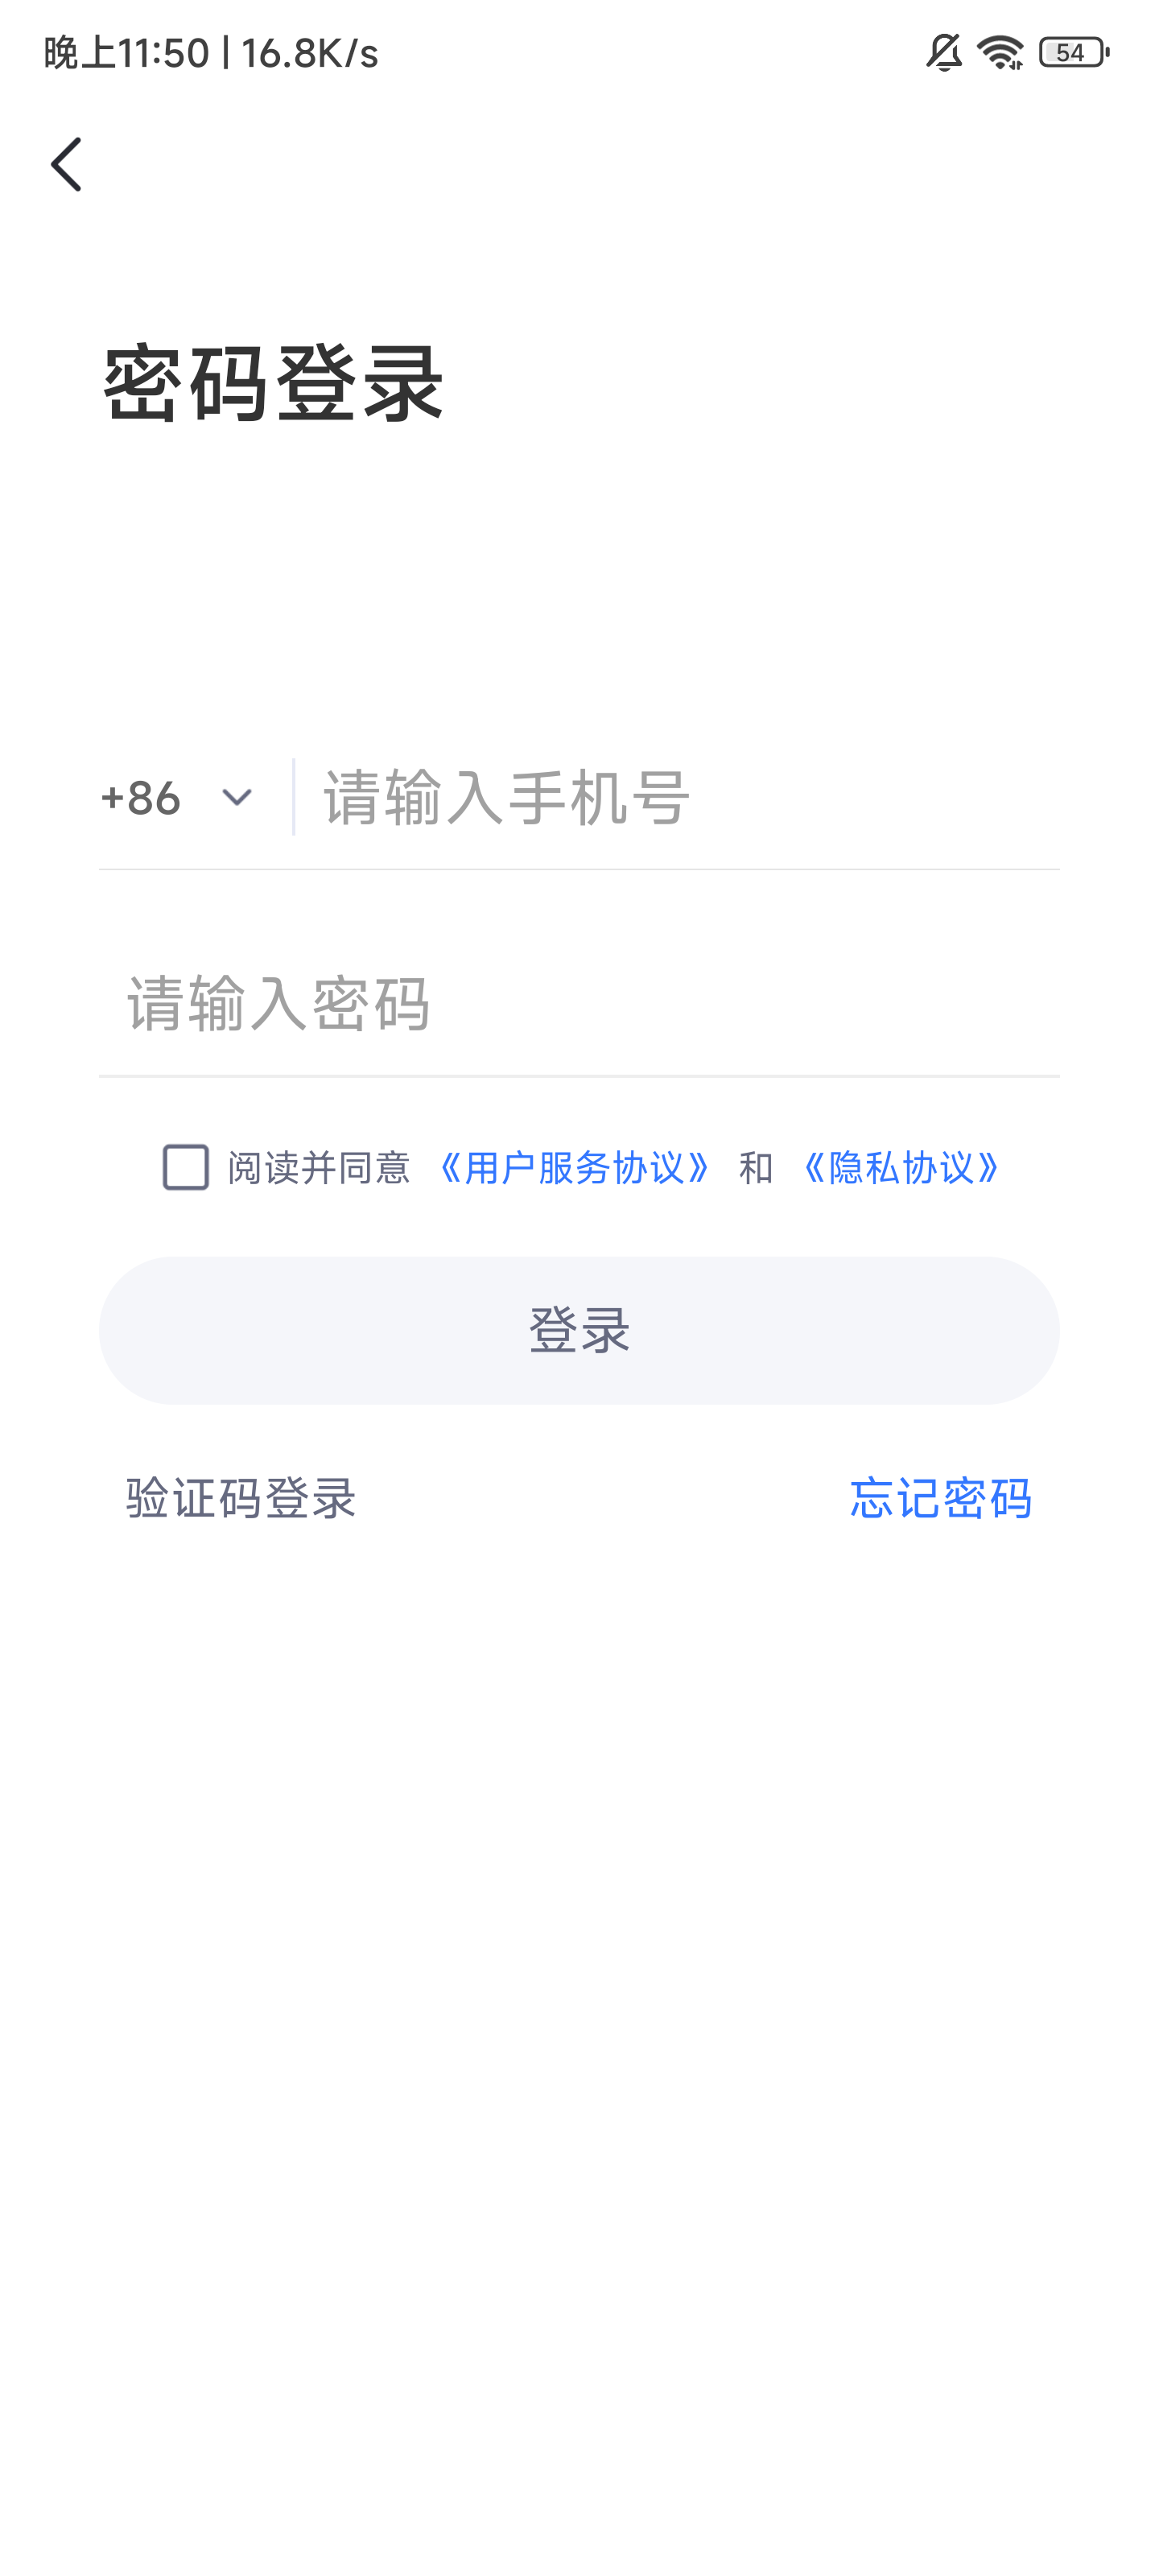 晚上11:50 | 16.8K/s 54
密码登录
+86 请输入手机号
请输入密码
阅读并同意 《用户服务协议》 和 《隐私协议》
登录
验证码登录 忘记密码